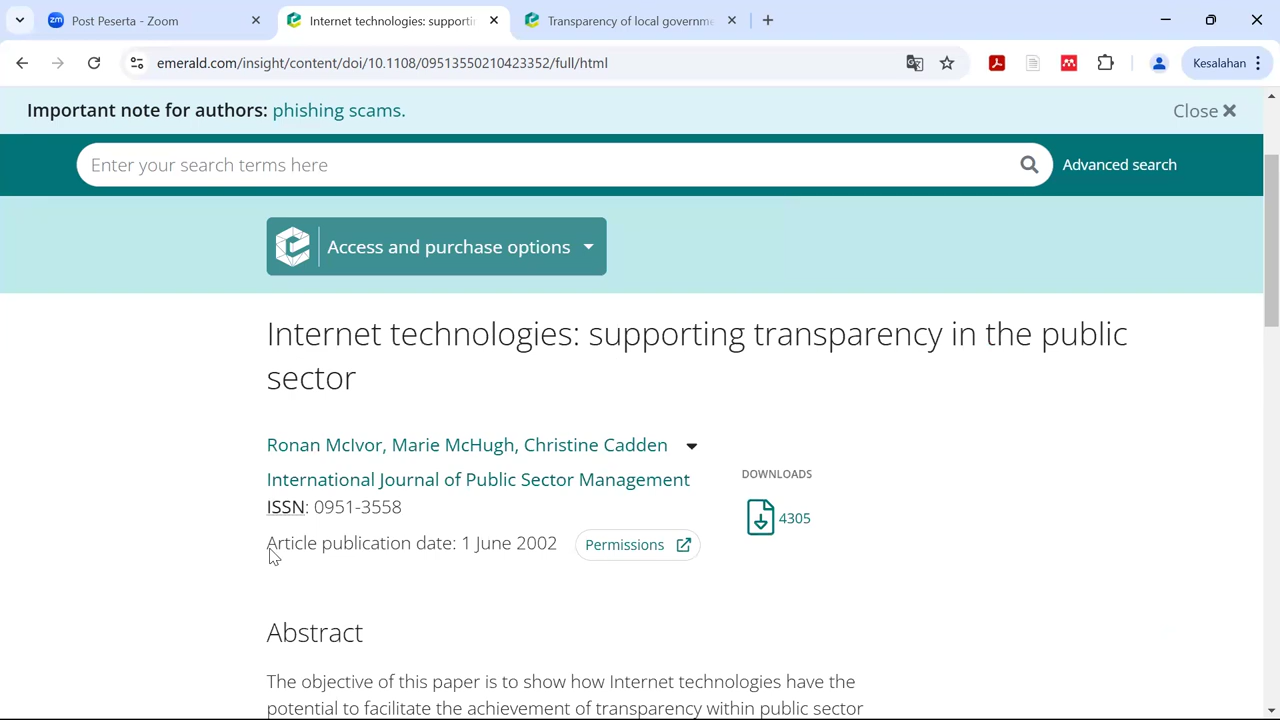 Post Peserta - Zoom
Internet technologies: supporti
Transparency of local governme
emerald.com/insight/content/doi/10.1108/09513550210423352/full/html
Kesalahan
Important note for authors: phishing scams.
Close
Enter your search terms here
Advanced search
Access and purchase options
Internet technologies: supporting transparency in the public
sector
Ronan McIvor, Marie McHugh, Christine Cadden
International Journal of Public Sector Management
ISSN: 0951-3558
Article publication date: 1 June 2002
Permissions
DOWNLOADS
4305
Abstract
The objective of this paper is to show how Internet technologies have the
potential to facilitate the achievement of transparency within public sector